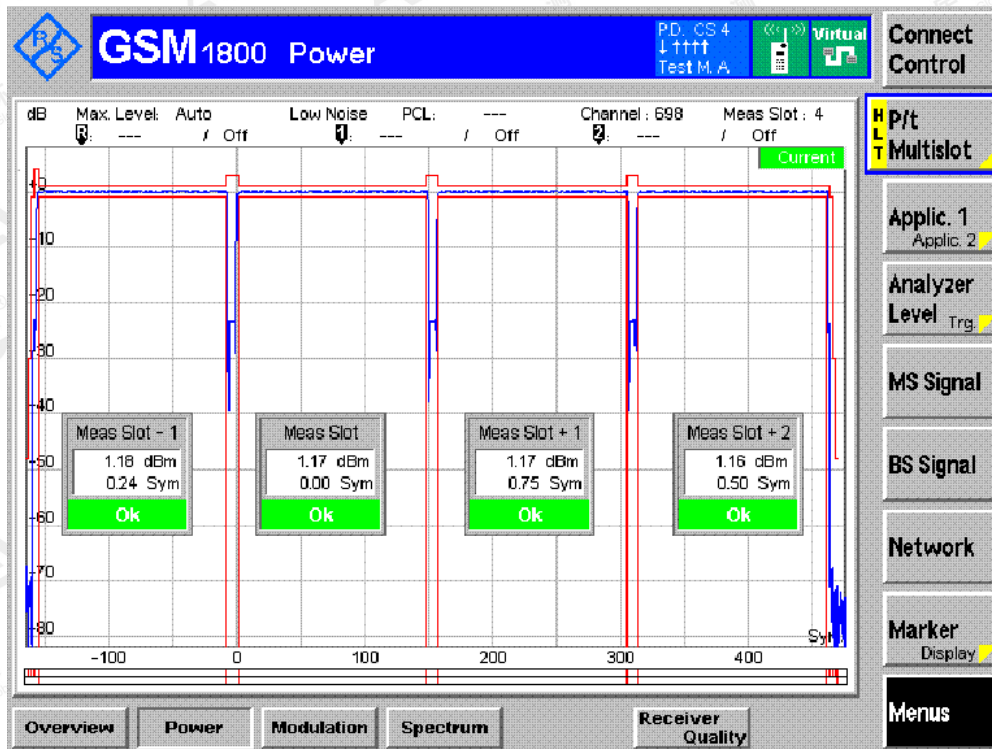 R S
GSM 1800 Power
P.D. CS 4
↓ ↑↑↑↑
Test M. A.
Virtual
Connect
Control
dB Max. Level: Auto Low Noise PCL: --- Channel : 698 Meas Slot : 4
R : --- / Off 1 : --- / Off 2 : --- / Off
H L T
P/t
Multislot
Current
+0
-10
-20
-30
-40
-50
-60
-70
-80
Applic. 1
Applic. 2
Analyzer
Level Trg.
MS Signal
BS Signal
Network
Marker
Display
Menus
Meas Slot - 1
1.18 dBm
0.24 Sym
Ok
Meas Slot
1.17 dBm
0.00 Sym
Ok
Meas Slot + 1
1.17 dBm
0.75 Sym
Ok
Meas Slot + 2
1.16 dBm
0.50 Sym
Ok
Sym
-100 0 100 200 300 400
Overview Power Modulation Spectrum Receiver
Quality